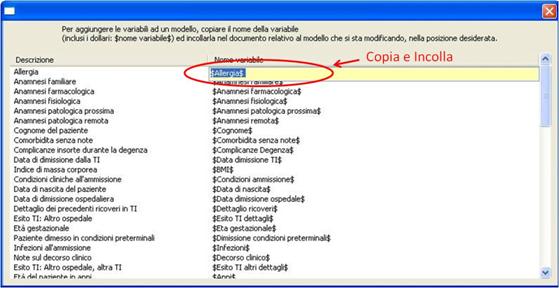 Per aggiungere le variabili ad un modello, copiare il nome della variabile
(inclusi i dollari: $nome variabile$) ed incollarla nel documento relativo al modello che si sta modificando, nella posizione desiderata.
Copia e Incolla
Descrizione Nome variabile
Allergia $Allergia$
Anamnesi familiare $Anamnesi familiare$
Anamnesi farmacologica $Anamnesi farmacologica$
Anamnesi fisiologica $Anamnesi fisiologica$
Anamnesi patologica prossima $Anamnesi patologica prossima$
Anamnesi patologica remota $Anamnesi remota$
Cognome del paziente $Cognome$
Comorbidita senza note $Comorbidita senza note$
Complicanze insorte durante la degenza $Complicanze Degenza$
Data di dimissione dalla TI $Data dimissione TI$
Indice di massa corporea $BMI$
Condizioni cliniche all'ammissione $Condizioni ammissione$
Data di nascita del paziente $Data di nascita$
Data di dimissione ospedaliera $Data dimissione ospedale$
Dettaglio dei precedenti ricoveri in TI $Dettaglio ricoveri$
Esito TI: Altro ospedale $Esito TI dettagli$
Etá gestazionale $Eta gestazionale$
Paziente dimesso in condizioni preterminali $Dimissione condizioni preterminali$
Infezioni all'ammissione $Infezioni$
Note sul decorso clinico $Decorso clinico$
Esito TI: Altro ospedale, altra TI $Esito TI altri dettagli$
Etá del paziente in anni $Anni$